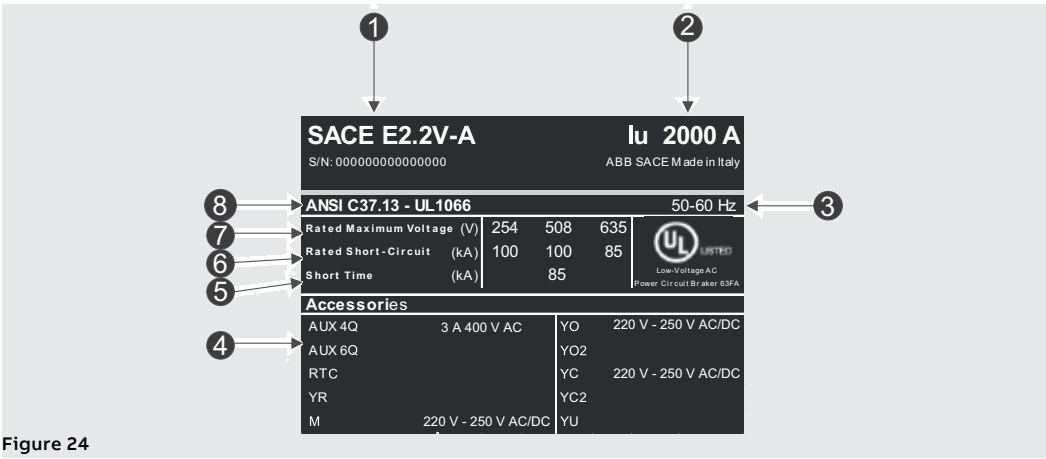 1 2
SACE E2.2V-A Iu 2000 A
S/N: 000000000000000 ABB SACE Made in Italy
8 ANSI C37.13 - UL1066 50-60 Hz 3
7 Rated Maximum Voltage (V) 254 508 635
6 Rated Short-Circuit (kA) 100 100 85
UL LISTED
5 Short Time (kA) 85
Low-Voltage AC
Power Circuit Braker 63FA
Accessories
AUX 4Q 3 A 400 V AC YO 220 V - 250 V AC/DC
4 AUX 6Q YO2
RTC YC 220 V - 250 V AC/DC
YR YC2
M 220 V - 250 V AC/DC YU
Figure 24